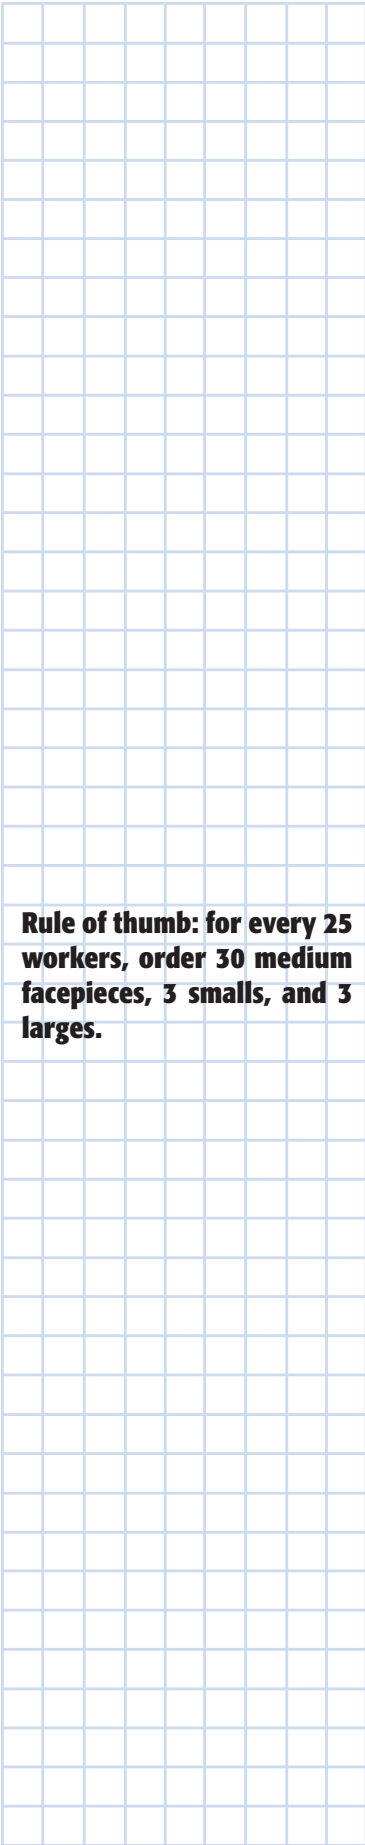 Rule of thumb: for every 25
workers, order 30 medium
facepieces, 3 smalls, and 3
larges.